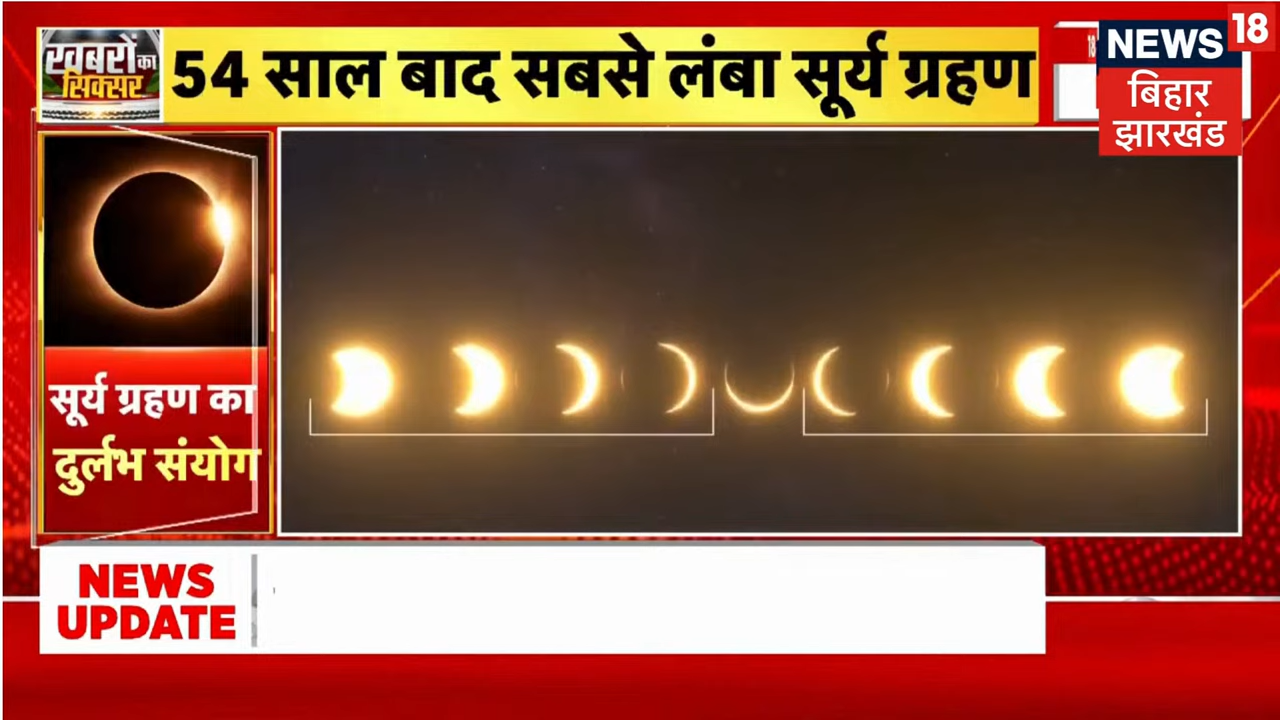 खबरों का
सिक्सर
54 साल बाद सबसे लंबा सूर्य ग्रहण
NEWS 18
बिहार
झारखंड
सूर्य ग्रहण का
दुर्लभ संयोग
NEWS
UPDATE